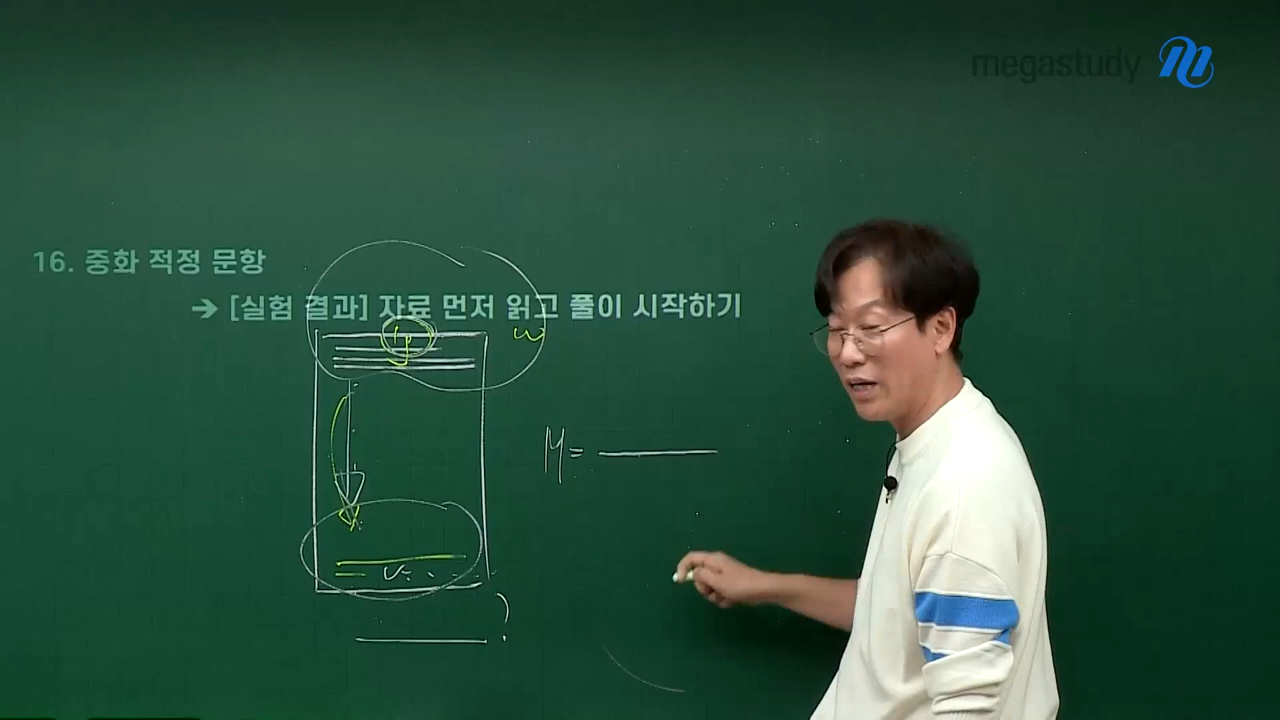 megastudy
16. 중화 적정 문항
→ [실험 결과] 자료 먼저 읽고 풀이 시작하기
M =
?